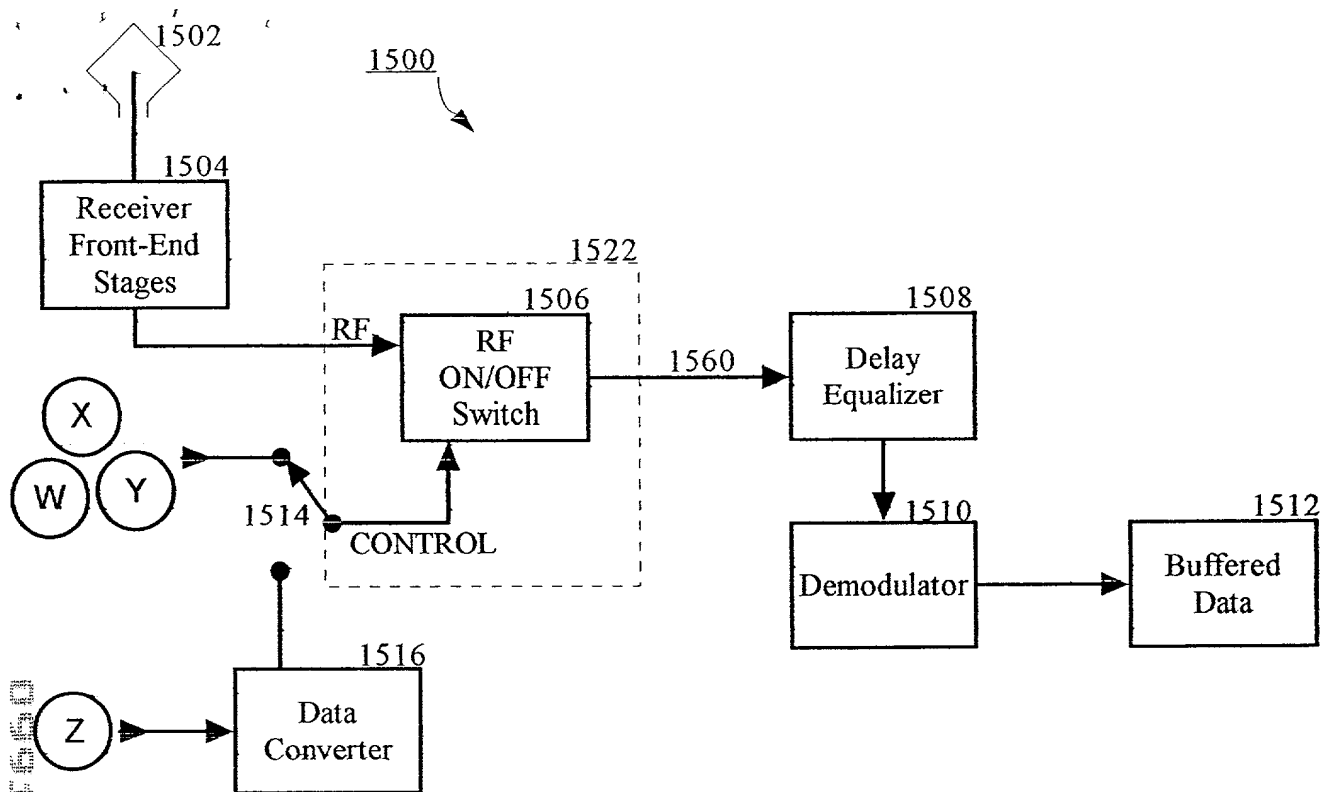 1502
1500
1504
Receiver
Front-End
Stages
1522
RF
1506
RF
ON/OFF
Switch
1560
1508
Delay
Equalizer
X
W
Y
1514
CONTROL
1510
Demodulator
1512
Buffered
Data
1516
Data
Converter
Z